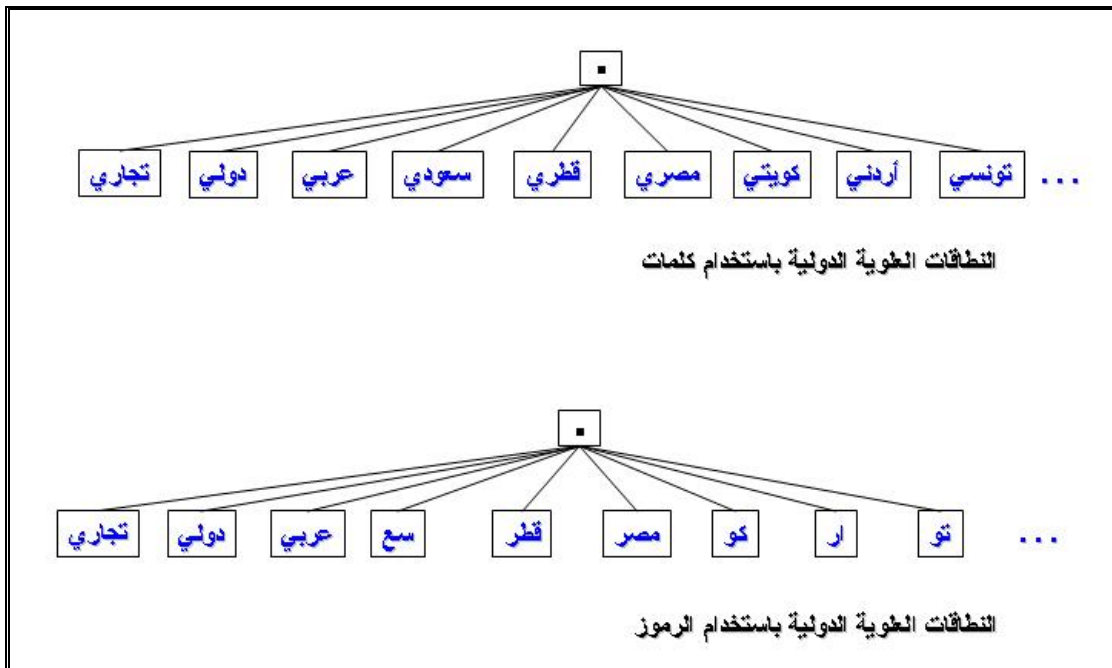 .
تونسي أردني كويتي مصري قطري سعودي عربي دولي تجاري ...
النطاقات العلوية الدولية باستخدام كلمات
.
تو ار كو مصر قطر سع عربي دولي تجاري ...
النطاقات العلوية الدولية باستخدام الرموز